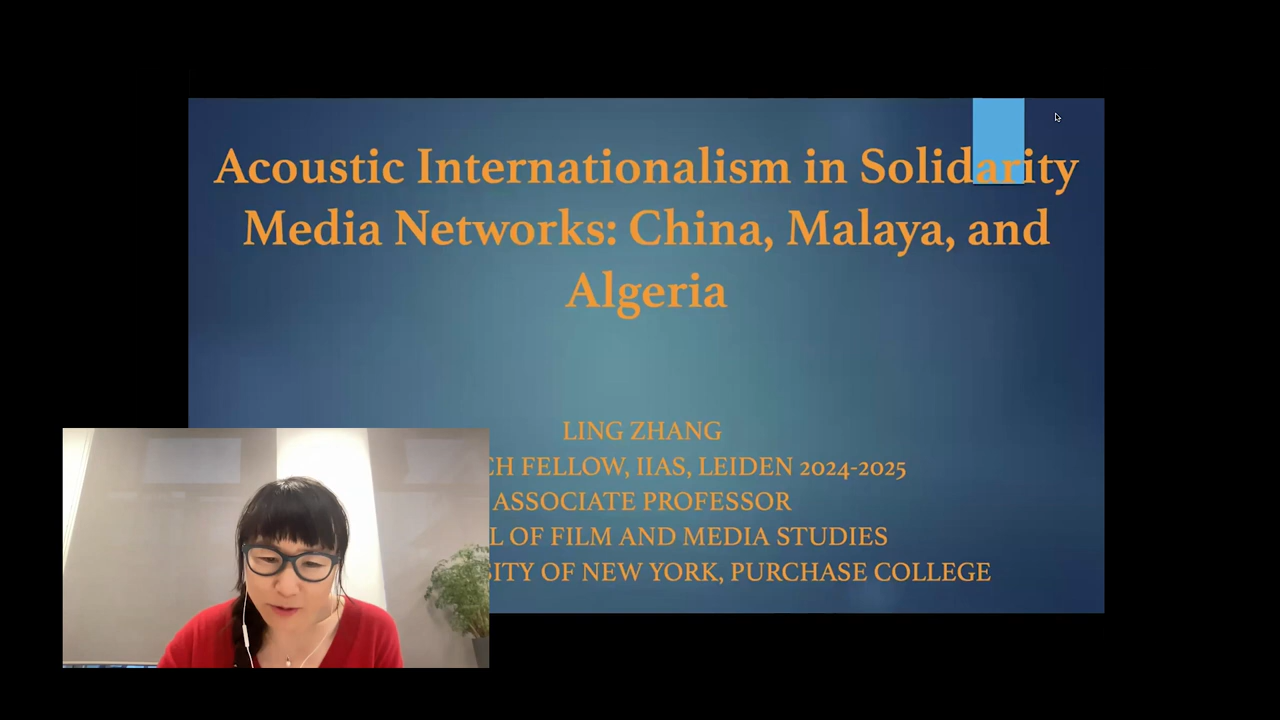 Acoustic Internationalism in Solidarity
Media Networks: China, Malaya, and
Algeria
LING ZHANG
CH FELLOW, IIAS, LEIDEN 2024-2025
ASSOCIATE PROFESSOR
L OF FILM AND MEDIA STUDIES
SITY OF NEW YORK, PURCHASE COLLEGE